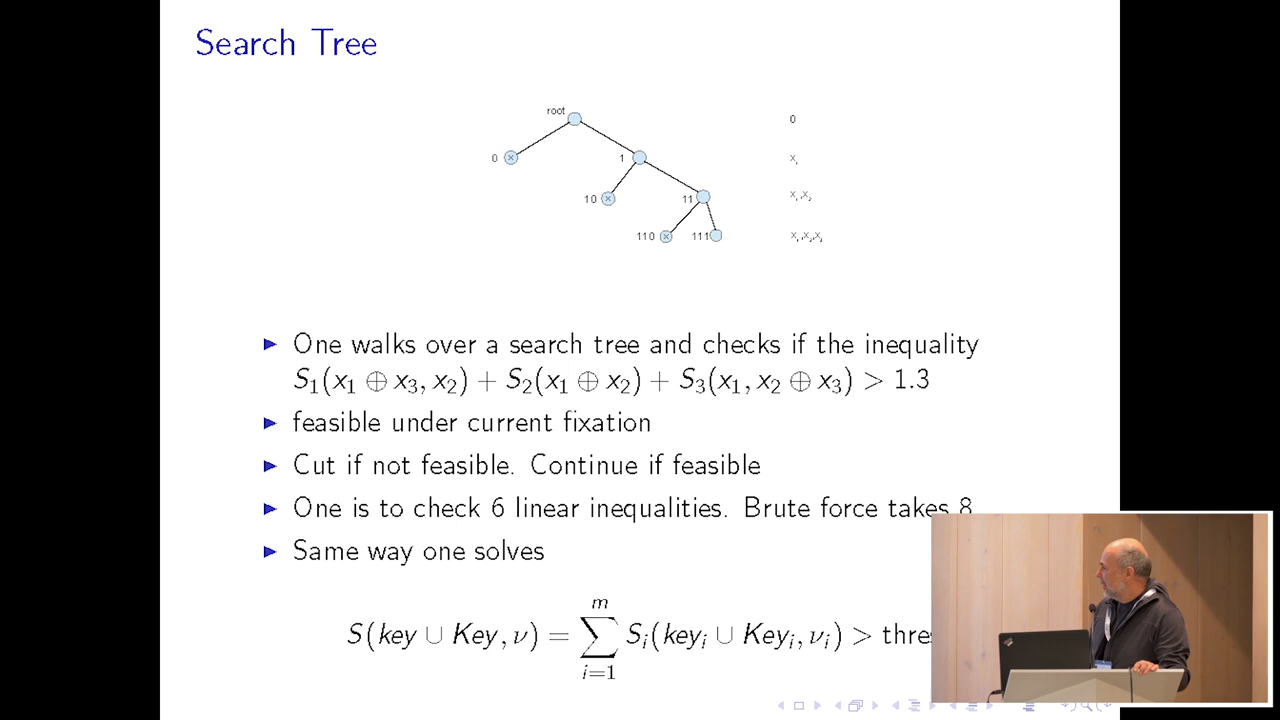 Search Tree
root
0
0
1
x₁
10
11
x₁,x₂
110
111
x₁,x₂,x₃
One walks over a search tree and checks if the inequality
S₁(x₁ ⊕ x₃, x₂) + S₂(x₁ ⊕ x₂) + S₃(x₁, x₂ ⊕ x₃) > 1.3
feasible under current fixation
Cut if not feasible. Continue if feasible
One is to check 6 linear inequalities. Brute force takes 8
Same way one solves
m
S(key ∪ Key, ν) = ∑ Sᵢ(keyᵢ ∪ Keyᵢ, νᵢ) > thre
i=1